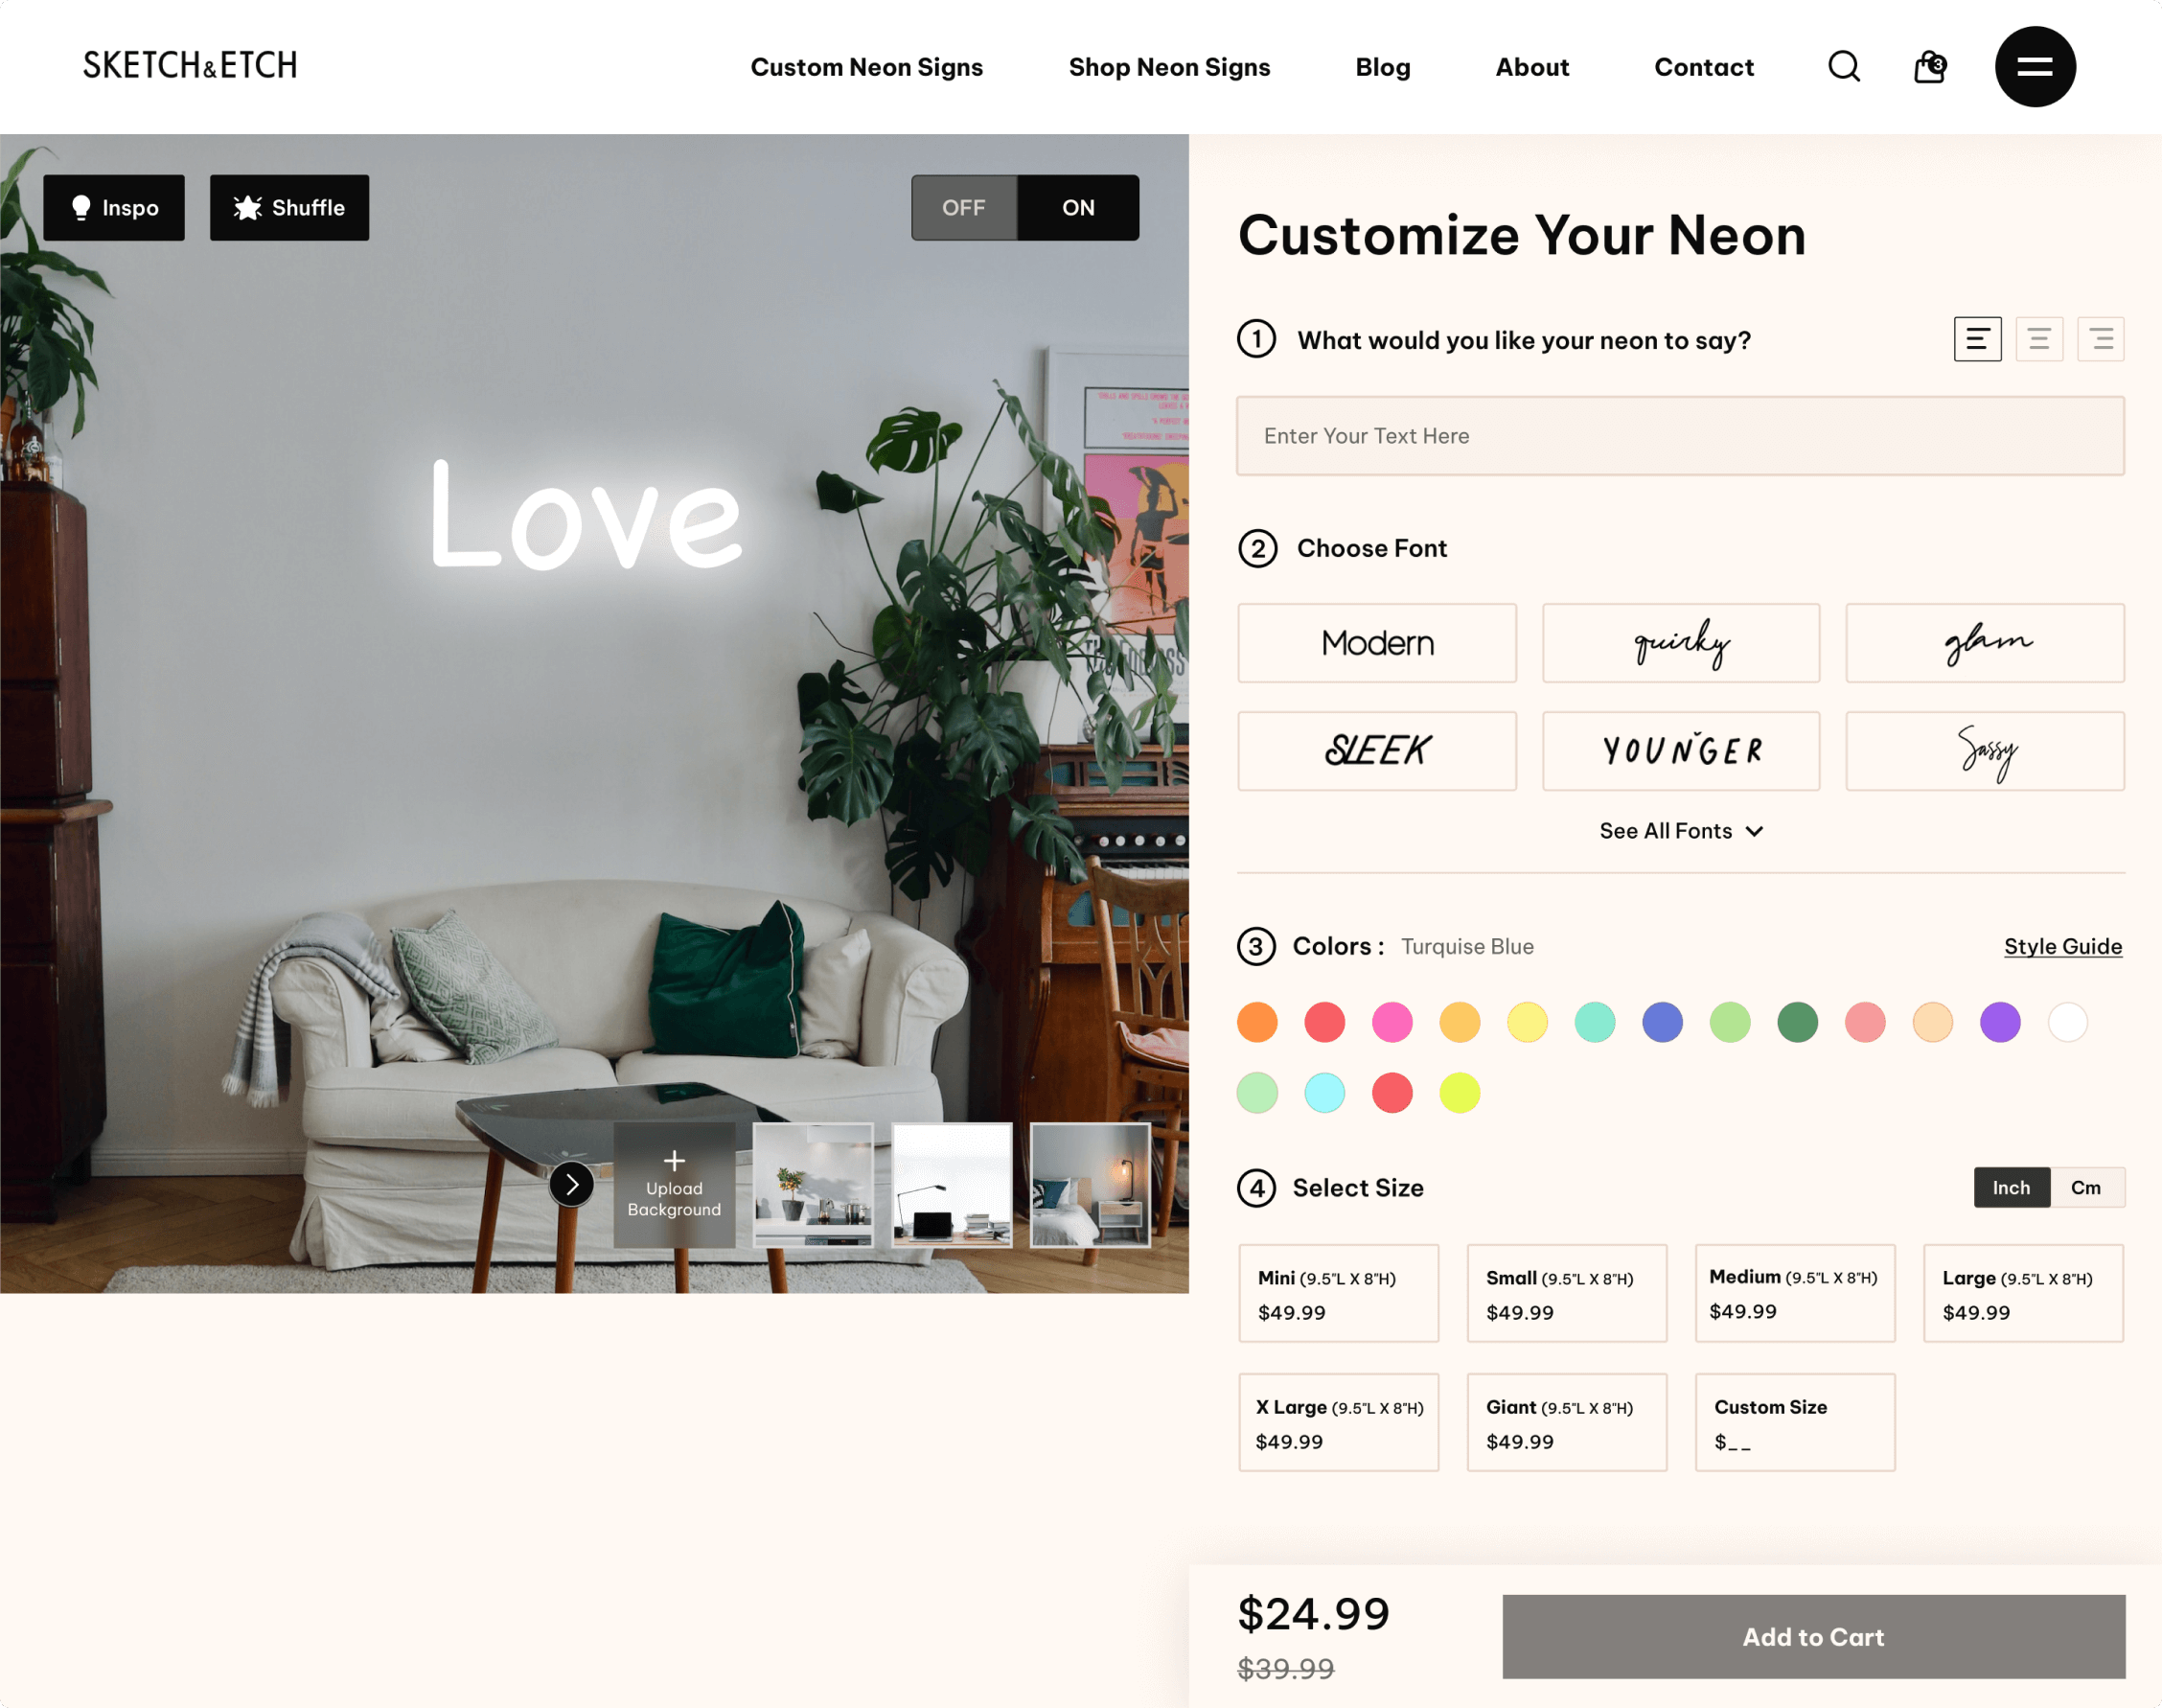 SKETCH&ETCH
Custom Neon Signs
Shop Neon Signs
Blog
About
Contact
3
Inspo
Shuffle
OFF
ON
Love
Upload
Background
Customize Your Neon
1 What would you like your neon to say?
Enter Your Text Here
2 Choose Font
Modern
quirky
glam
SLEEK
YOUNGER
Sassy
See All Fonts
3 Colors : Turquise Blue
Style Guide
4 Select Size
Inch
Cm
Mini (9.5"L X 8"H)
$49.99
Small (9.5"L X 8"H)
$49.99
Medium (9.5"L X 8"H)
$49.99
Large (9.5"L X 8"H)
$49.99
X Large (9.5"L X 8"H)
$49.99
Giant (9.5"L X 8"H)
$49.99
Custom Size
$_ _
$24.99
$39.99
Add to Cart